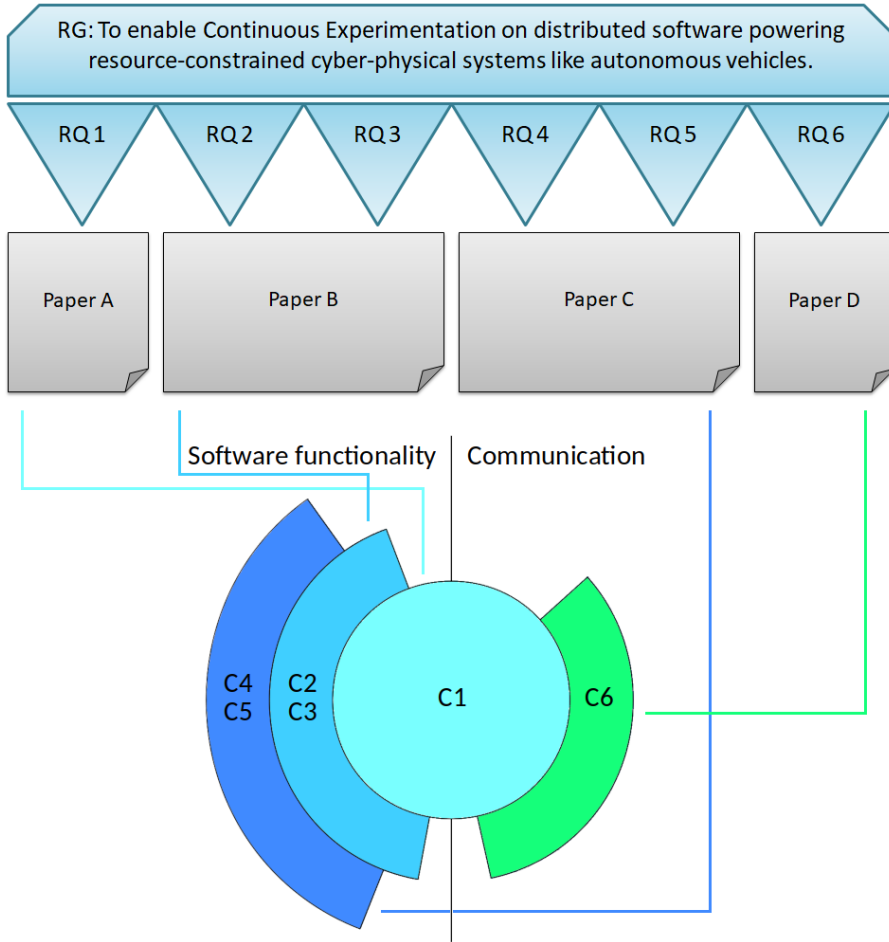 RG: To enable Continuous Experimentation on distributed software powering
resource-constrained cyber-physical systems like autonomous vehicles.
RQ 1
RQ 2
RQ 3
RQ 4
RQ 5
RQ 6
Paper A
Paper B
Paper C
Paper D
Software functionality
Communication
C4
C5
C2
C3
C1
C6